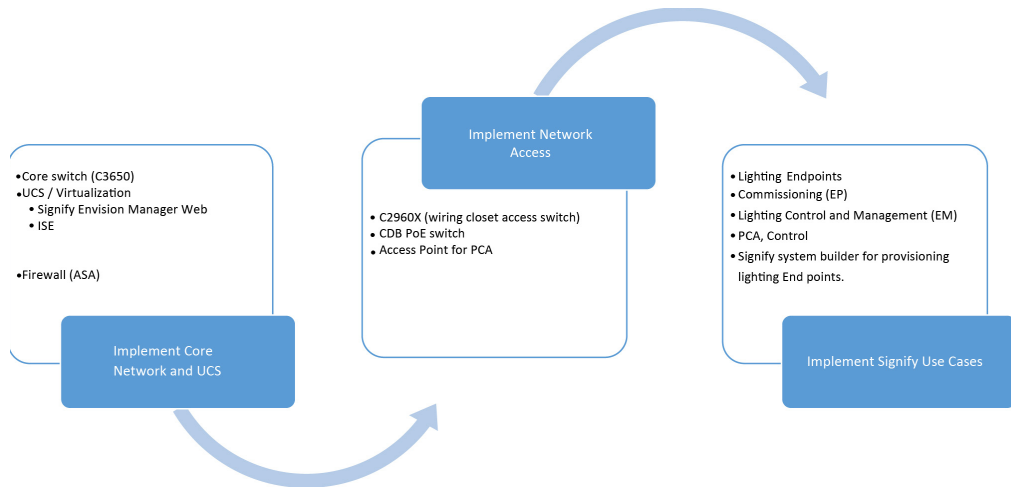 •Core switch (C3650)
•UCS / Virtualization
• Signify Envision Manager Web
• ISE
•Firewall (ASA)
Implement Core
Network and UCS
Implement Network
Access
• C2960X (wiring closet access switch)
• CDB PoE switch
• Access Point for PCA
• Lighting Endpoints
• Commissioning (EP)
• Lighting Control and Management (EM)
• PCA, Control
• Signify system builder for provisioning
lighting End points.
Implement Signify Use Cases